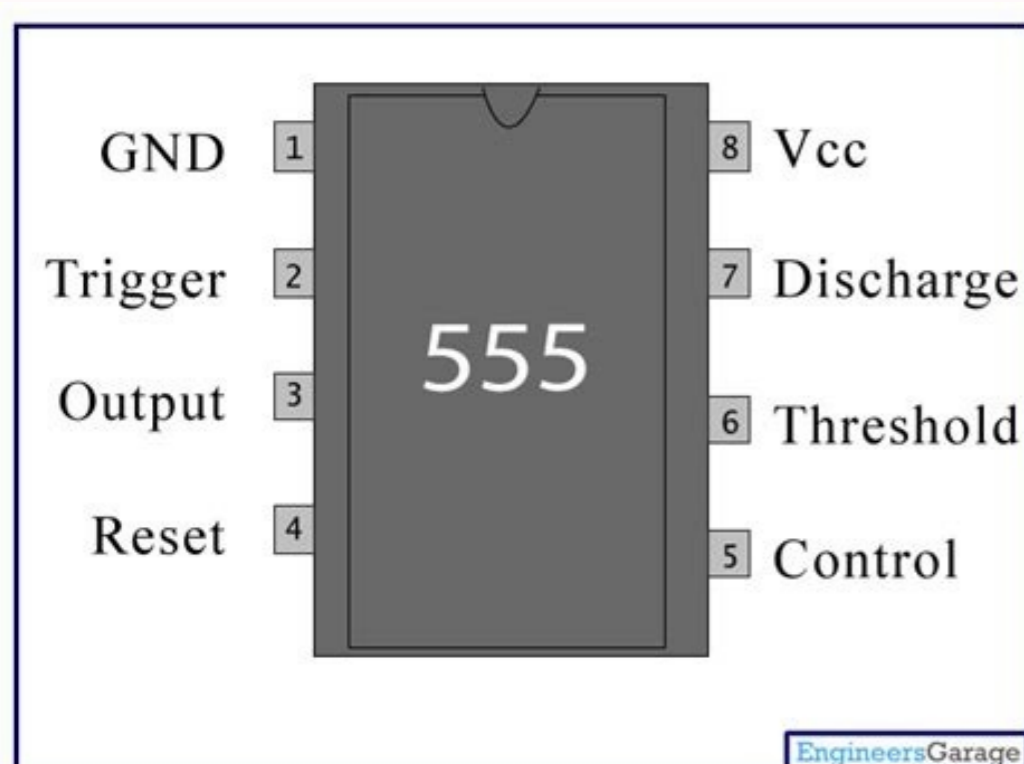 GND 1
8 Vcc
Trigger 2
7 Discharge
555
Output 3
6 Threshold
Reset 4
5 Control
EngineersGarage